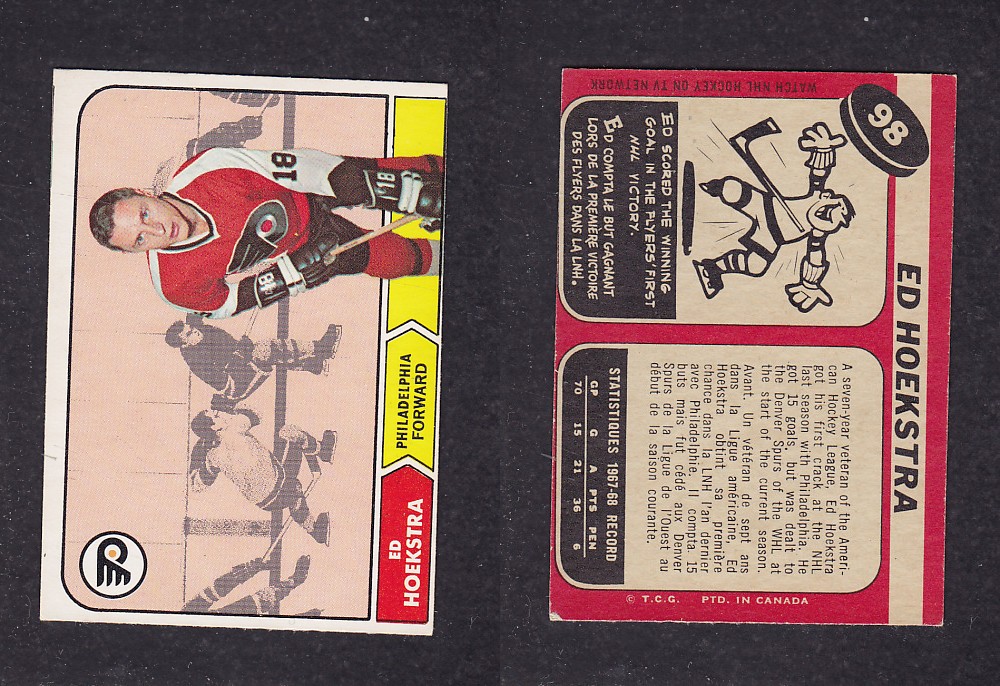 18
18
18
PHILADELPHIA
FORWARD
ED
HOEKSTRA
98
WATCH NHL HOCKEY ON TV NETWORK
ED HOEKSTRA
ED SCORED THE WINNING
GOAL IN THE FLYERS' FIRST
NHL VICTORY.
ED COMPTA LE BUT GAGNANT
LORS DE LA PREMIÈRE VICTOIRE
DES FLYERS DANS LA LNH.
A seven-year veteran of the Ameri-
can Hockey League, Ed Hoekstra
got his first crack at the NHL
last season with Philadelphia. He
got 15 goals, but was dealt to
the Denver Spurs of the WHL at
the start of the current season.
Avant. Un vétéran de sept ans
dans la Ligue américaine, Ed
Hoekstra obtint sa première
chance dans la LNH l'an dernier
avec Philadelphie. Il compta 15
buts mais fut cédé aux Denver
Spurs de la Ligue de l'Ouest au
début de la saison courante.
STATISTIQUES 1967-68 RECORD
GP G A PTS PEN
70 15 21 36 6
© T.C.G. PTD. IN CANADA